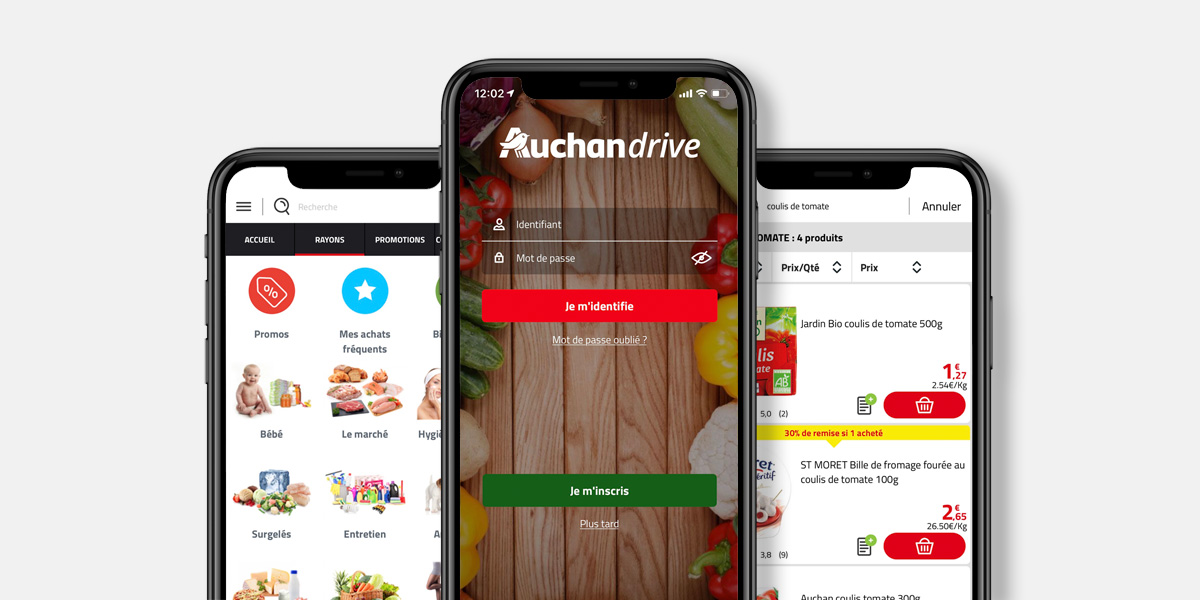 Recherche
ACCUEIL
RAYONS
PROMOTIONS
Promos
Mes achats
fréquents
Bébé
Le marché
Hygiè
Surgelés
Entretien
12:02
Auchan drive
Identifiant
Mot de passe
Je m'identifie
Mot de passe oublié ?
Je m'inscris
Plus tard
coulis de tomate
Annuler
OMATE : 4 produits
Prix/Qté
Prix
Jardin Bio coulis de tomate 500g
lis
ate
AB
1€,27
2.54€/Kg
5,0 (2)
30% de remise si 1 acheté
ST MORET Bille de fromage fourée au
coulis de tomate 100g
2€,65
26.50€/Kg
3,8 (9)
Auchan coulis tomate 300g